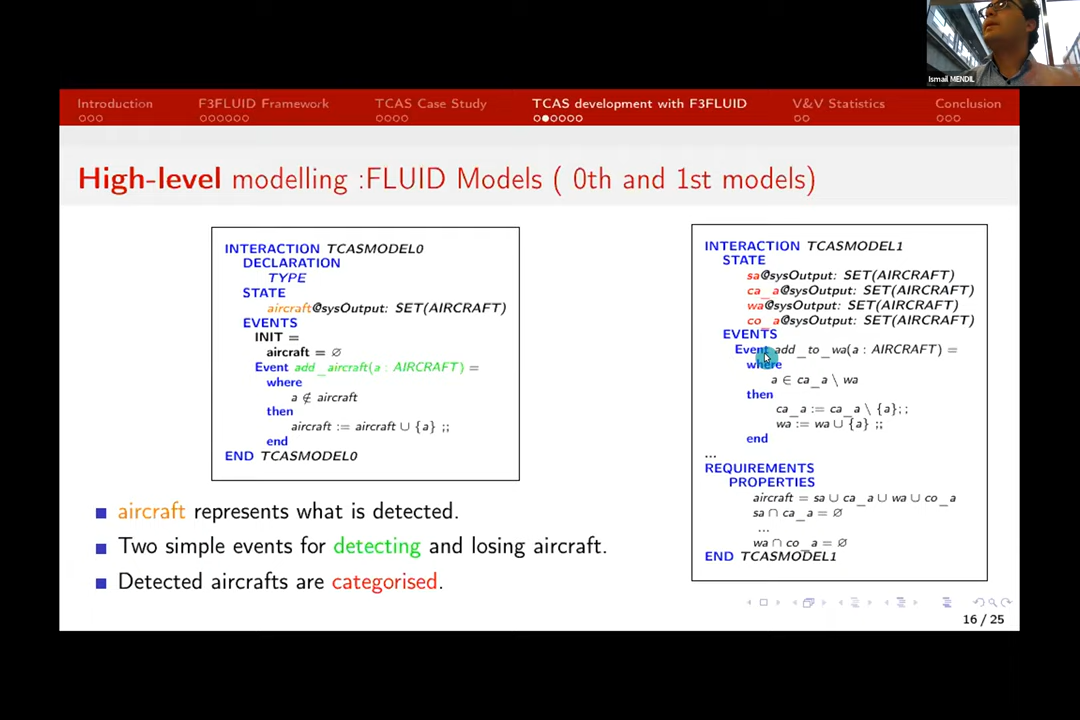 Ismail MENDIL
Introduction F3FLUID Framework TCAS Case Study TCAS development with F3FLUID V&V Statistics Conclusion
High-level modelling :FLUID Models ( 0th and 1st models)
INTERACTION TCASMODEL0
DECLARATION
TYPE
STATE
aircraft@sysOutput: SET(AIRCRAFT)
EVENTS
INIT =
aircraft = ∅
Event add_aircraft(a : AIRCRAFT) =
where
a ∉ aircraft
then
aircraft := aircraft ∪ {a} ;;
end
END TCASMODEL0
aircraft represents what is detected.
Two simple events for detecting and losing aircraft.
Detected aircrafts are categorised.
INTERACTION TCASMODEL1
STATE
sa@sysOutput: SET(AIRCRAFT)
ca_a@sysOutput: SET(AIRCRAFT)
wa@sysOutput: SET(AIRCRAFT)
co_a@sysOutput: SET(AIRCRAFT)
EVENTS
Event add_to_wa(a : AIRCRAFT) =
where
a ∈ ca_a \ wa
then
ca_a := ca_a \ {a};;
wa := wa ∪ {a} ;;
end
...
REQUIREMENTS
PROPERTIES
aircraft = sa ∪ ca_a ∪ wa ∪ co_a
sa ∩ ca_a = ∅
...
wa ∩ co_a = ∅
END TCASMODEL1
16 / 25